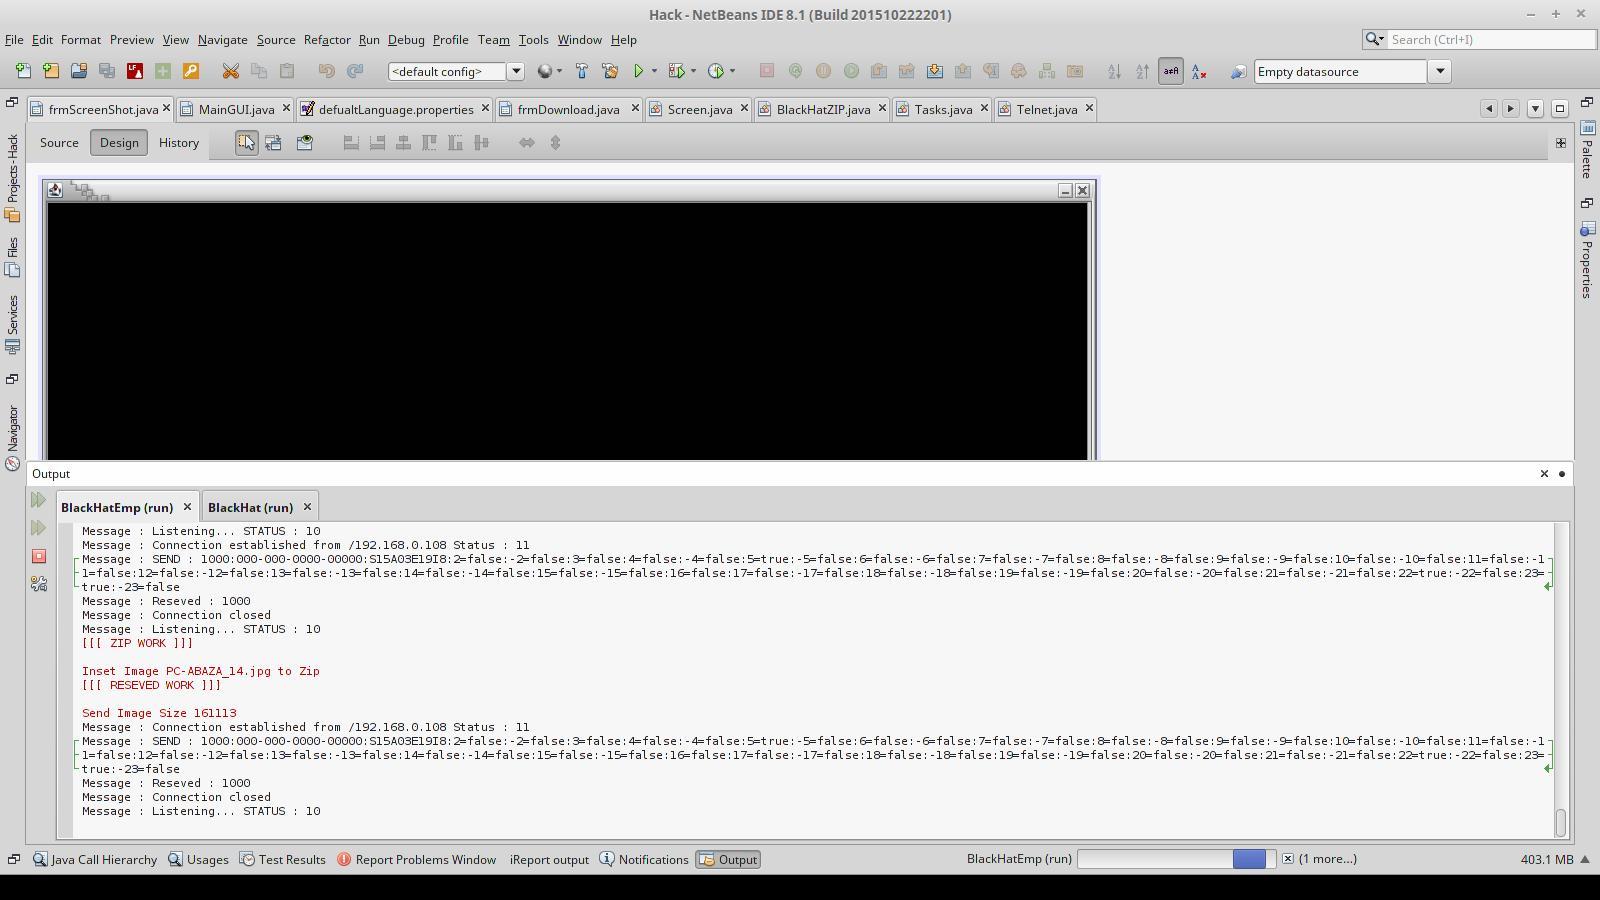 Hack - NetBeans IDE 8.1 (Build 201510222201)
File Edit Format Preview View Navigate Source Refactor Run Debug Profile Team Tools Window Help
Search (Ctrl+I)
<default config>
Empty datasource
frmScreenShot.java MainGUI.java defualtLanguage.properties frmDownload.java Screen.java BlackHatZIP.java Tasks.java Telnet.java
Source Design History
Projects - Hack
Files
Services
Navigator
Palette
Properties
Output
BlackHatEmp (run) BlackHat (run)
Message : Listening... STATUS : 10
Message : Connection established from /192.168.0.108 Status : 11
Message : SEND : 1000:000-000-0000-00000:S15A03E19I8:2=false:-2=false:3=false:4=false:-4=false:5=true:-5=false:6=false:-6=false:7=false:-7=false:8=false:-8=false:9=false:-9=false:10=false:-10=false:11=false:-1
1=false:12=false:-12=false:13=false:-13=false:14=false:-14=false:15=false:-15=false:16=false:17=false:-17=false:18=false:-18=false:19=false:-19=false:20=false:-20=false:21=false:-21=false:22=true:-22=false:23=
true:-23=false
Message : Reseved : 1000
Message : Connection closed
Message : Listening... STATUS : 10
[[[ ZIP WORK ]]]
Inset Image PC-ABAZA_14.jpg to Zip
[[[ RESEVED WORK ]]]
Send Image Size 161113
Message : Connection established from /192.168.0.108 Status : 11
Message : SEND : 1000:000-000-0000-00000:S15A03E19I8:2=false:-2=false:3=false:4=false:-4=false:5=true:-5=false:6=false:-6=false:7=false:-7=false:8=false:-8=false:9=false:-9=false:10=false:-10=false:11=false:-1
1=false:12=false:-12=false:13=false:-13=false:14=false:-14=false:15=false:-15=false:16=false:17=false:-17=false:18=false:-18=false:19=false:-19=false:20=false:-20=false:21=false:-21=false:22=true:-22=false:23=
true:-23=false
Message : Reseved : 1000
Message : Connection closed
Message : Listening... STATUS : 10
Java Call Hierarchy Usages Test Results Report Problems Window iReport output Notifications Output BlackHatEmp (run) (1 more...) 403.1 MB